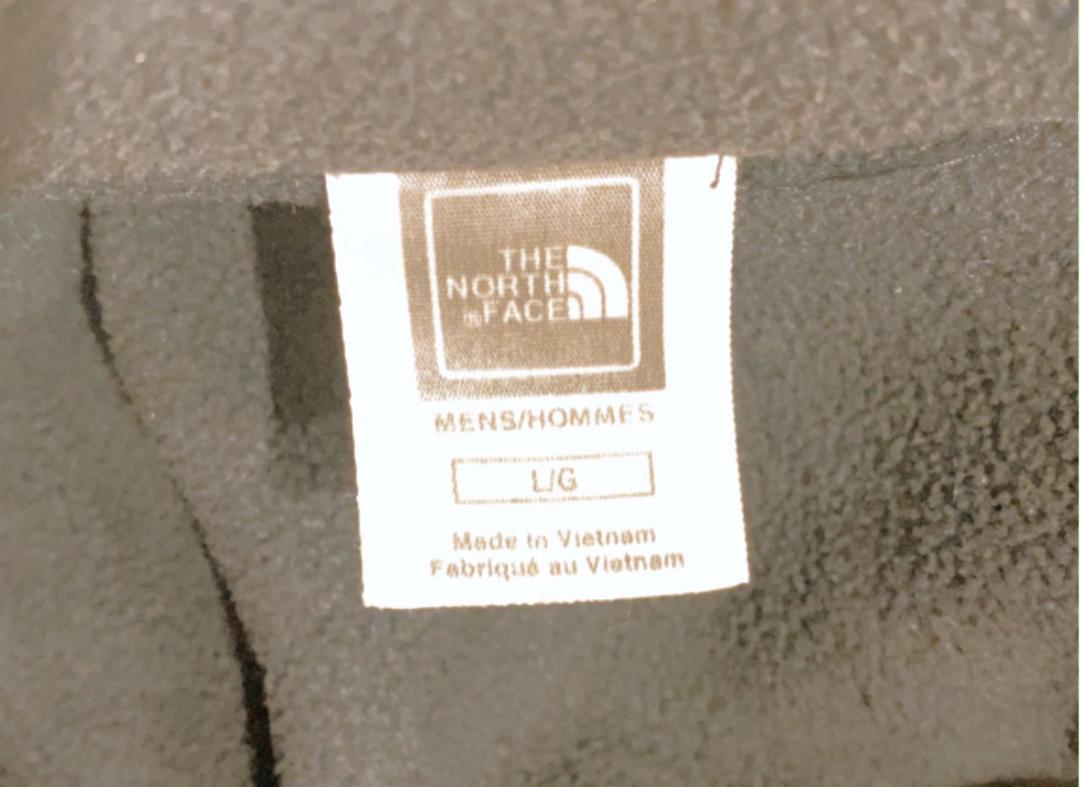 THE
NORTH
FACE
MENS/HOMMES
L/G
Made in Vietnam
Fabriqué au Vietnam